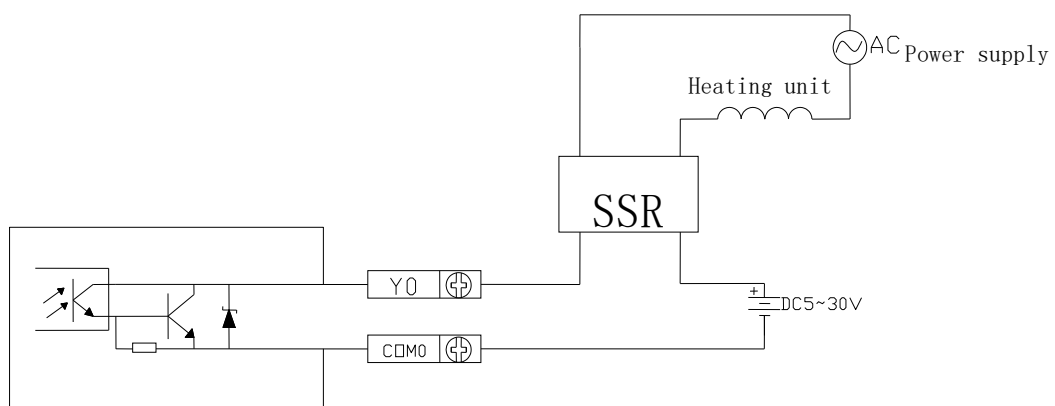 AC Power supply
Heating unit
SSR
Y0
+
DC5~30V
COM0